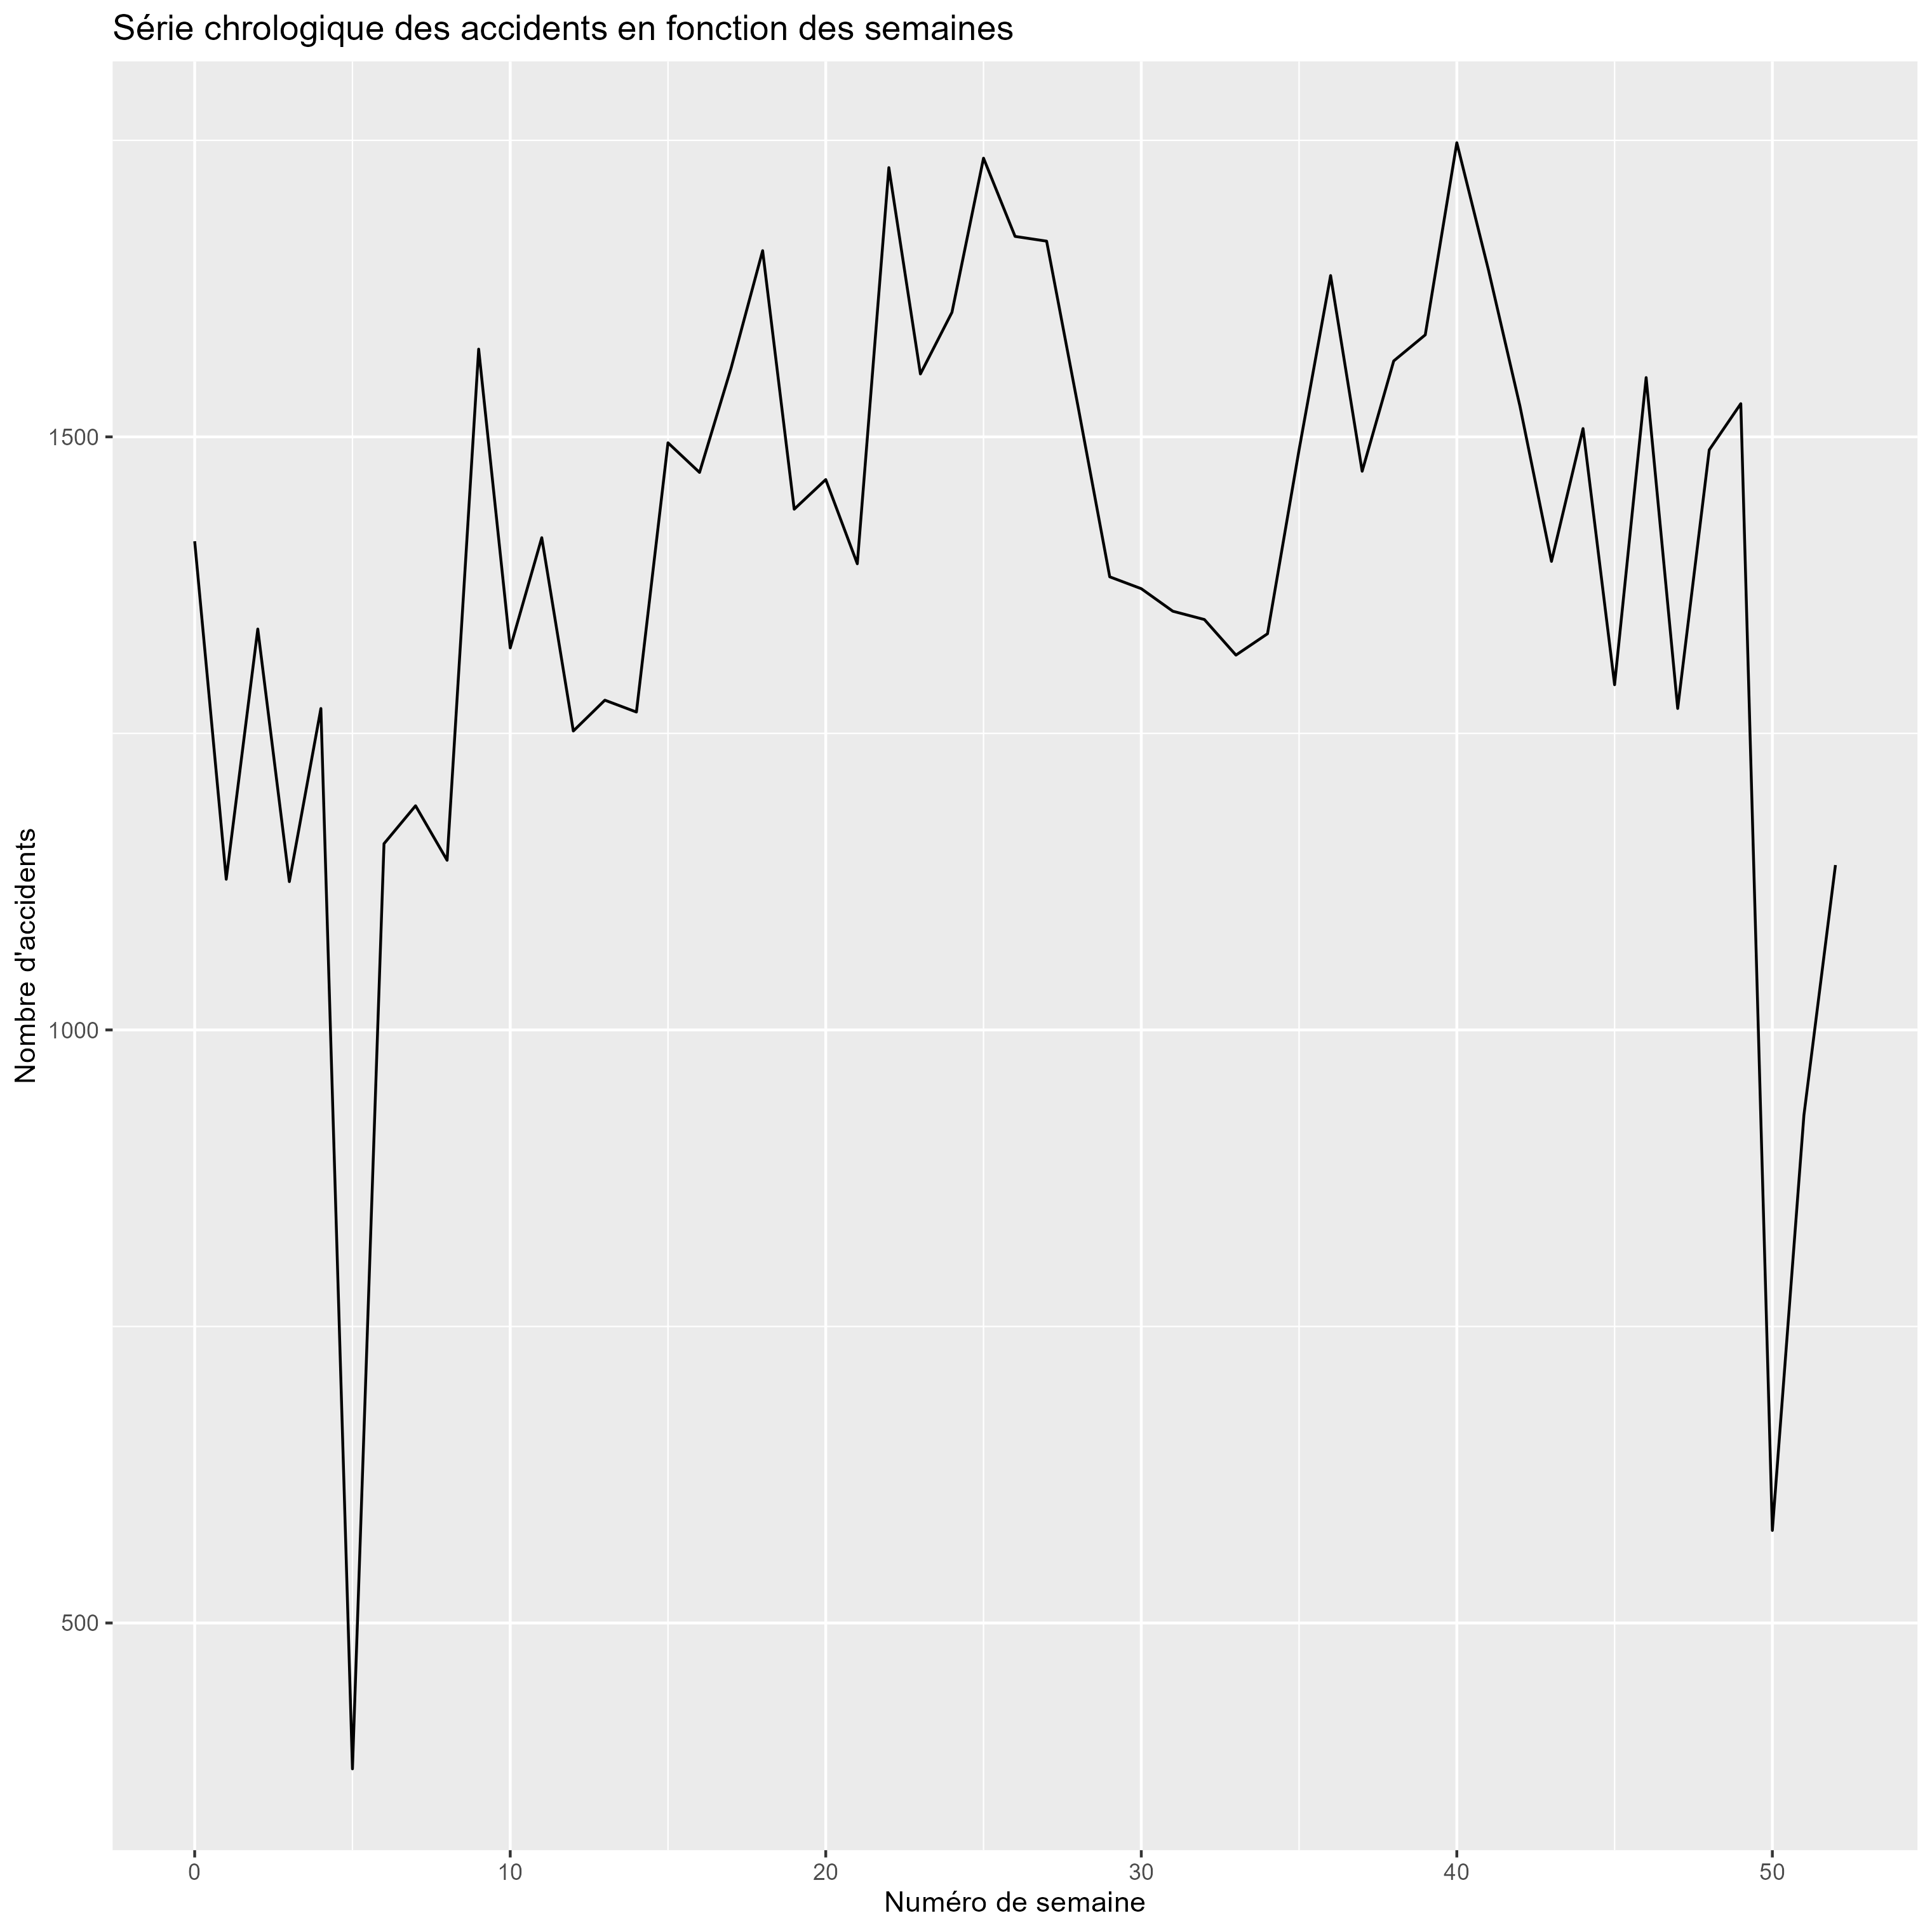 Série chrologique des accidents en fonction des semaines
Nombre d'accidents
1500
1000
500
0 10 20 30 40 50
Numéro de semaine